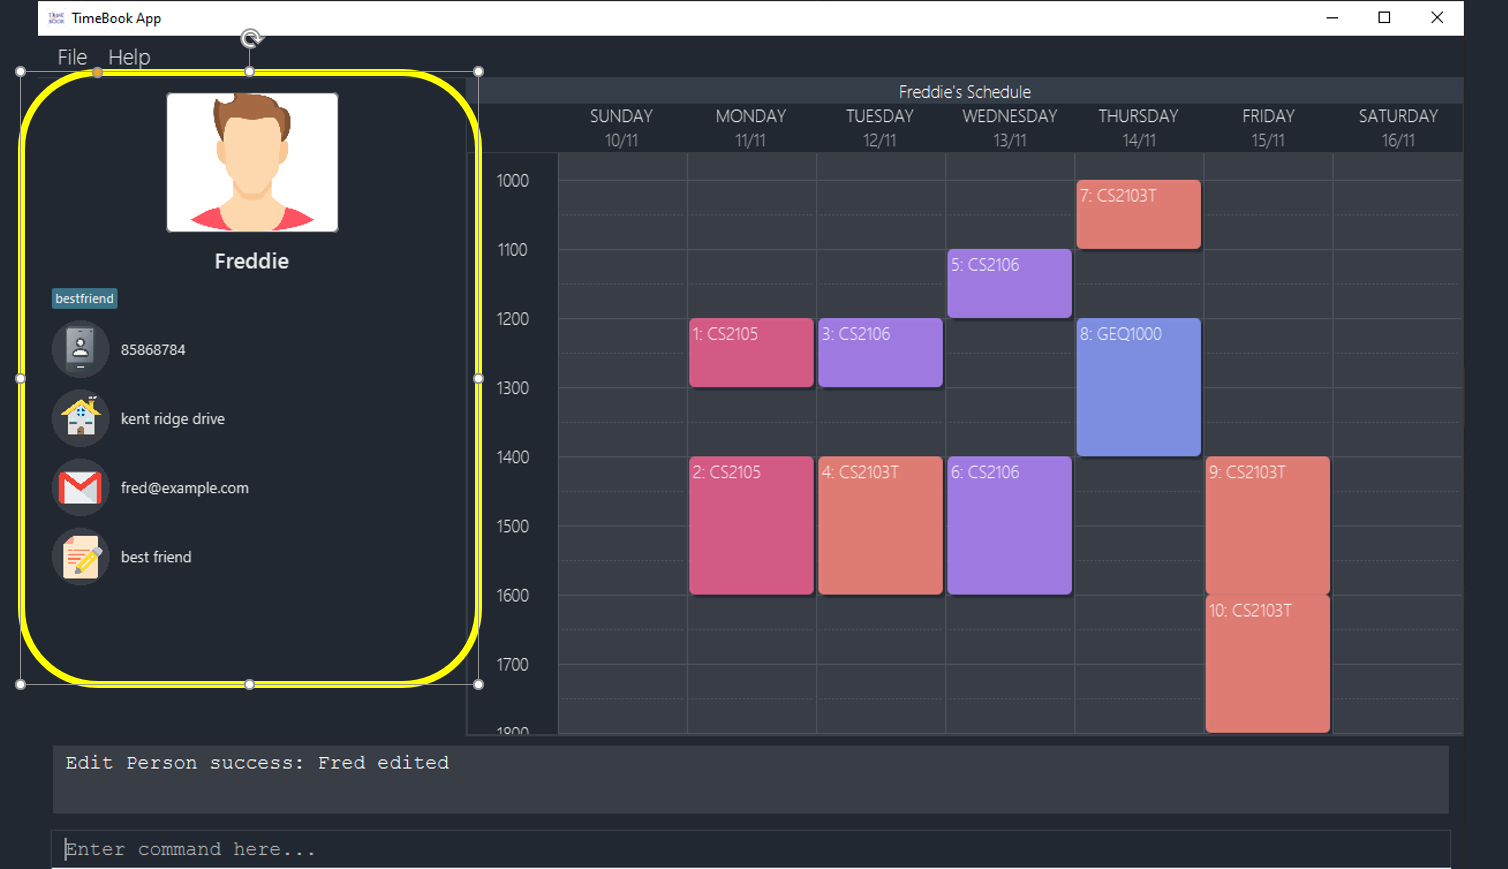 TimeBook App
File Help
Freddie
bestfriend
85868784
kent ridge drive
fred@example.com
best friend
Freddie's Schedule
SUNDAY MONDAY TUESDAY WEDNESDAY THURSDAY FRIDAY SATURDAY
10/11 11/11 12/11 13/11 14/11 15/11 16/11
1000
7: CS2103T
1100
5: CS2106
1200
1: CS2105 3: CS2106 8: GEQ1000
1300
1400
2: CS2105 4: CS2103T 6: CS2106 9: CS2103T
1500
1600
10: CS2103T
1700
1800
Edit Person success: Fred edited
Enter command here...